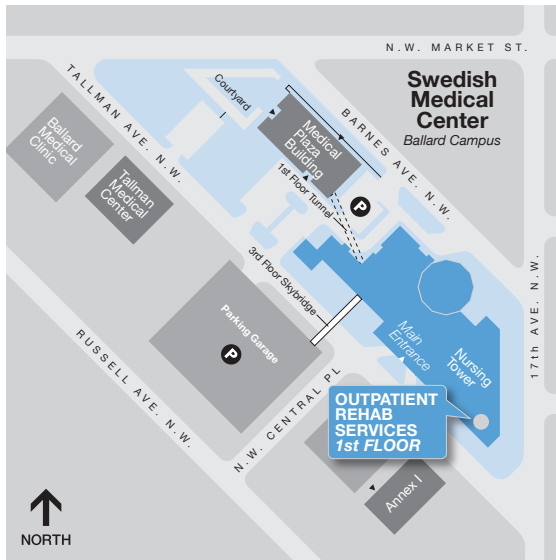 N.W. MARKET ST.
Swedish
Medical
Center
Ballard Campus
TALLMAN AVE. N.W.
Courtyard
BARNES AVE. N.W.
Medical
Plaza
Building
Ballard
Medical
Clinic
Tallman
Medical
Center
1st Floor Tunnel
P
3rd Floor Skybridge
17th AVE. N.W.
Parking Garage
P
Main
Entrance
Nursing
Tower
RUSSELL AVE. N.W.
N.W. CENTRAL PL
OUTPATIENT
REHAB
SERVICES
1st FLOOR
Annex I
NORTH